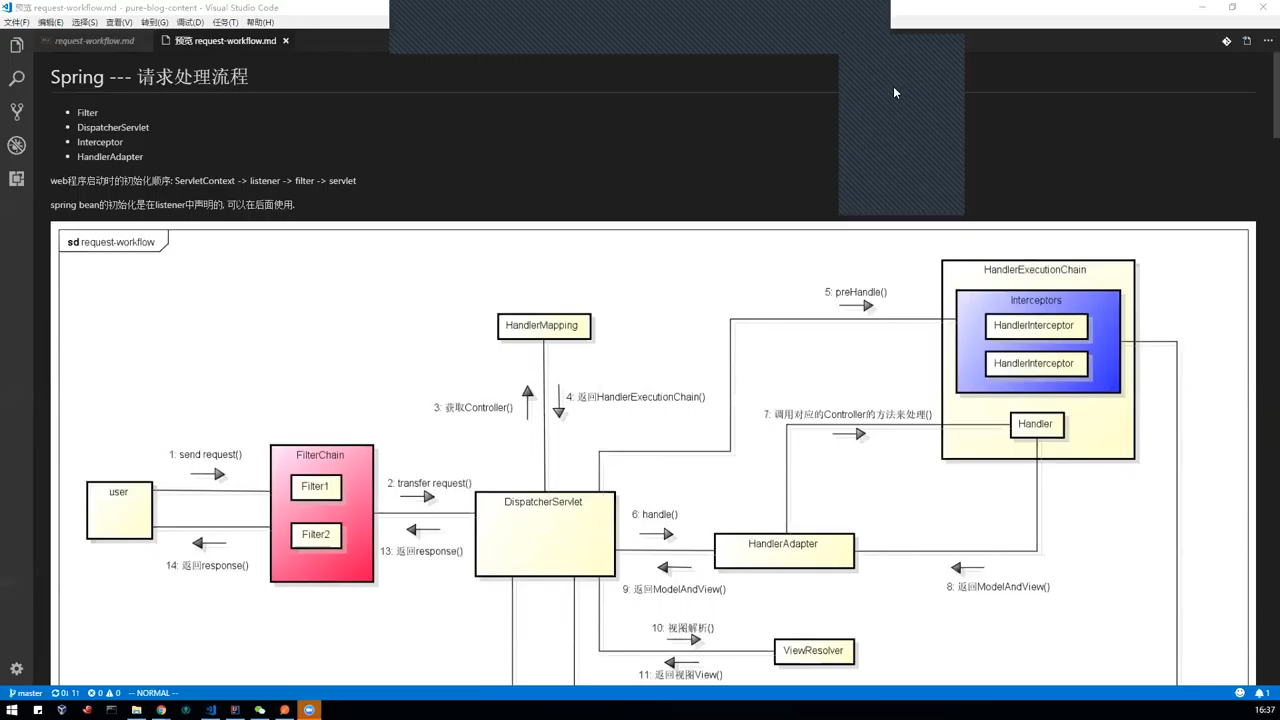 预览 request-workflow.md - pure-blog-content - Visual Studio Code
文件(F) 编辑(E) 选择(S) 查看(V) 转到(G) 调试(D) 任务(T) 帮助(H)
request-workflow.md 预览 request-workflow.md
Spring --- 请求处理流程
Filter
DispatcherServlet
Interceptor
HandlerAdapter
web程序启动时的初始化顺序: ServletContext -> listener -> filter -> servlet
spring bean的初始化是在listener中声明的, 可以在后面使用.
sd request-workflow
HandlerExecutionChain
5: preHandle()
Interceptors
HandlerInterceptor
HandlerMapping
HandlerInterceptor
3: 获取Controller()
4: 返回HandlerExecutionChain()
7: 调用对应的Controller的方法来处理()
Handler
1: send request()
FilterChain
Filter1
2: transfer request()
user
DispatcherServlet
6: handle()
Filter2
HandlerAdapter
13: 返回response()
14: 返回response()
9: 返回ModelAndView()
8: 返回ModelAndView()
10: 视图解析()
ViewResolver
11: 返回视图View()
master 0↓ 1↑ 0 0 -- NORMAL -- 1
16:37